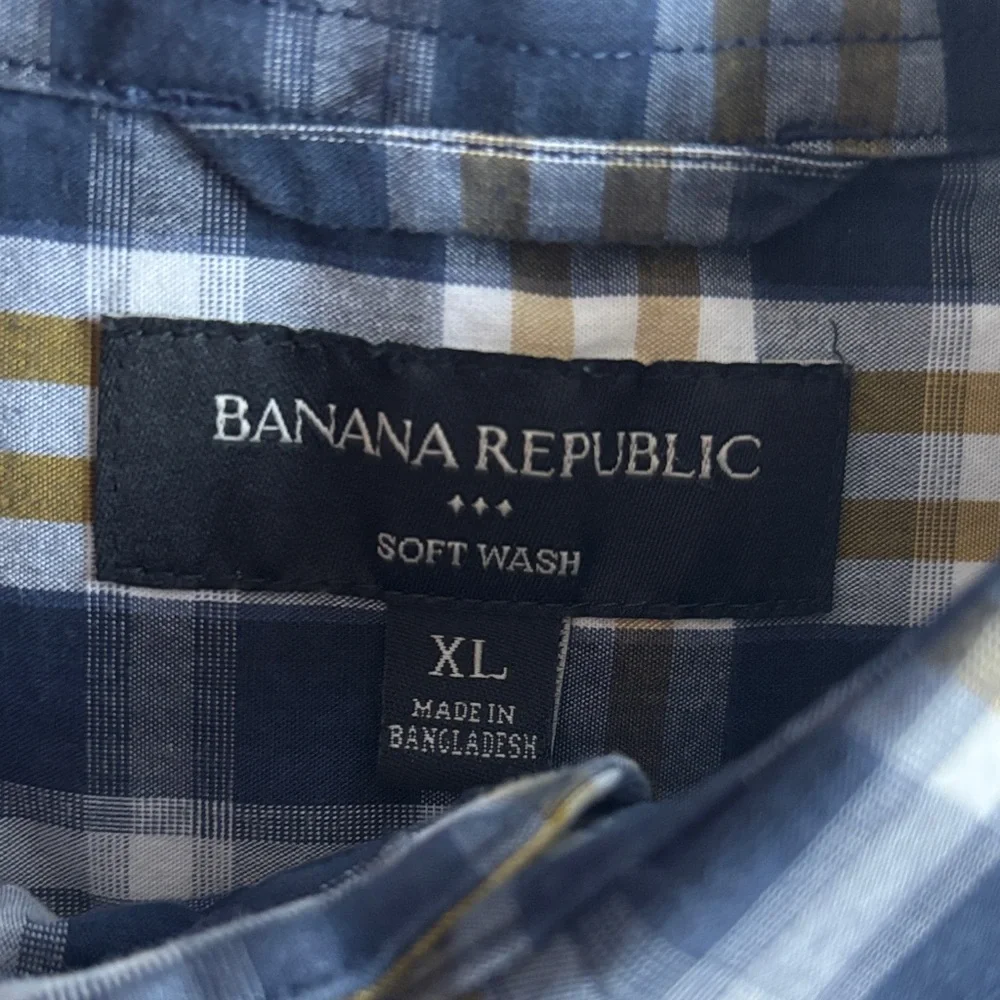 BANANA REPUBLIC
SOFT WASH
XL
MADE IN
BANGLADESH